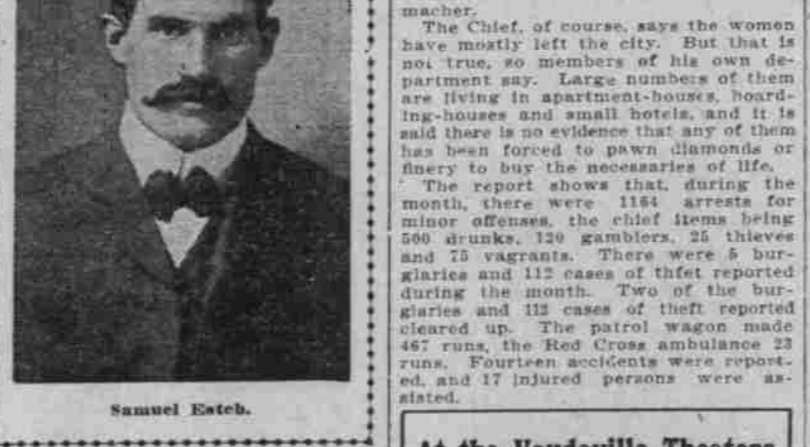 Samuel Esteb.
macher.
The Chief, of course, says the women
have mostly left the city. But that is
not true, so members of his own de-
partment say. Large numbers of them
are living in apartment-houses, board-
ing-houses and small hotels, and it is
said there is no evidence that any of them
has been forced to pawn diamonds or
finery to buy the necessaries of life.
The report shows that, during the
month, there were 1164 arrests for
minor offenses, the chief items being
500 drunks, 120 gamblers, 25 thieves
and 75 vagrants. There were 5 bur-
glaries and 112 cases of thfet reported
during the month. Two of the bur-
glaries and 112 cases of theft reported
cleared up. The patrol wagon made
467 runs, the Red Cross ambulance 23
runs. Fourteen accidents were report-
ed, and 17 injured persons were as-
sisted.
At the Vaudeville Theaters